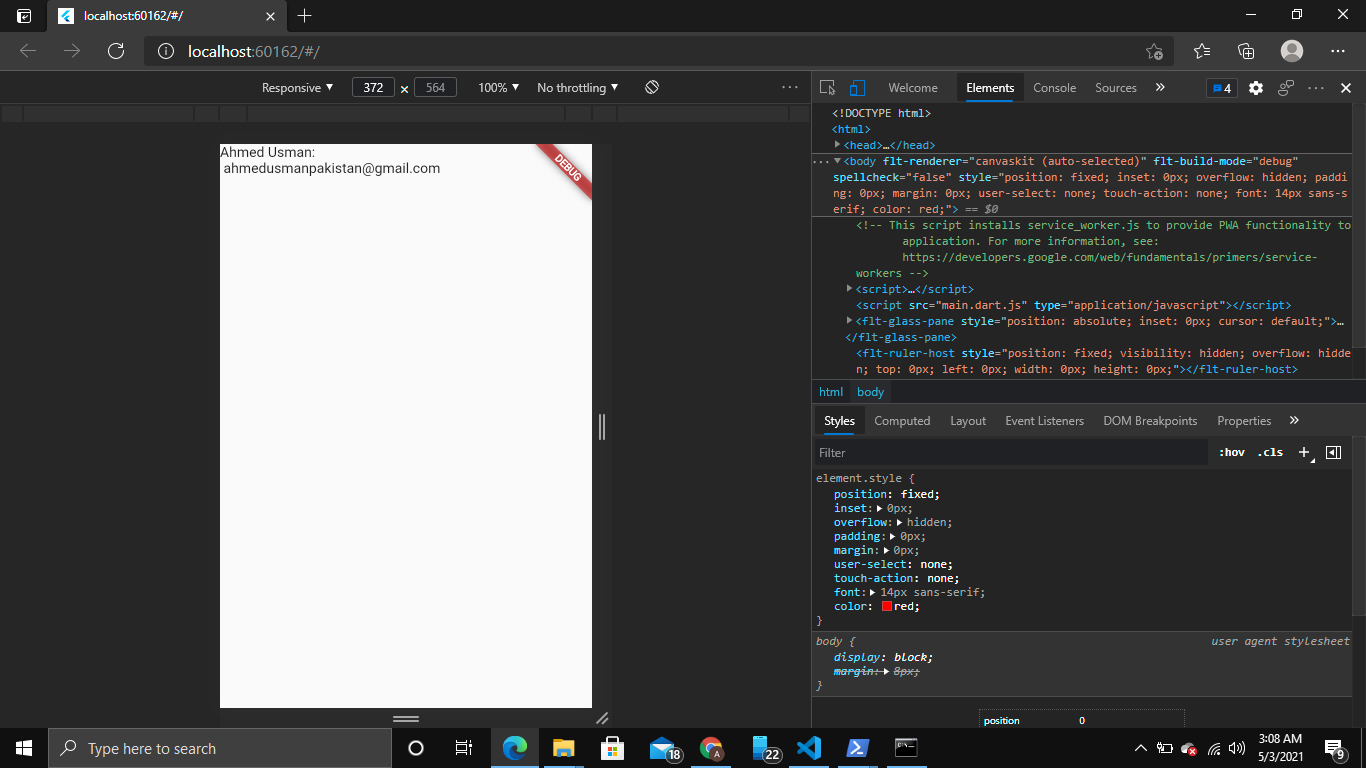 localhost:60162/#/
localhost:60162/#/
Responsive 372 × 564 100% No throttling
Welcome Elements Console Sources » 4
Ahmed Usman:
ahmedusmanpakistan@gmail.com
DEBUG
<!DOCTYPE html>
<html>
<head>…</head>
<body flt-renderer="canvaskit (auto-selected)" flt-build-mode="debug"
spellcheck="false" style="position: fixed; inset: 0px; overflow: hidden; paddi
ng: 0px; margin: 0px; user-select: none; touch-action: none; font: 14px sans-s
erif; color: red;"> == $0
<!-- This script installs service_worker.js to provide PWA functionality to
application. For more information, see:
https://developers.google.com/web/fundamentals/primers/service-
workers -->
<script>…</script>
<script src="main.dart.js" type="application/javascript"></script>
<flt-glass-pane style="position: absolute; inset: 0px; cursor: default;">…
</flt-glass-pane>
<flt-ruler-host style="position: fixed; visibility: hidden; overflow: hidde
n; top: 0px; left: 0px; width: 0px; height: 0px;"></flt-ruler-host>
html body
Styles Computed Layout Event Listeners DOM Breakpoints Properties »
Filter :hov .cls +
element.style {
position: fixed;
inset: 0px;
overflow: hidden;
padding: 0px;
margin: 0px;
user-select: none;
touch-action: none;
font: 14px sans-serif;
color: red;
}
body { user agent stylesheet
display: block;
margin: 8px;
}
position 0
Type here to search
18
A
22
3:08 AM
5/3/2021
9